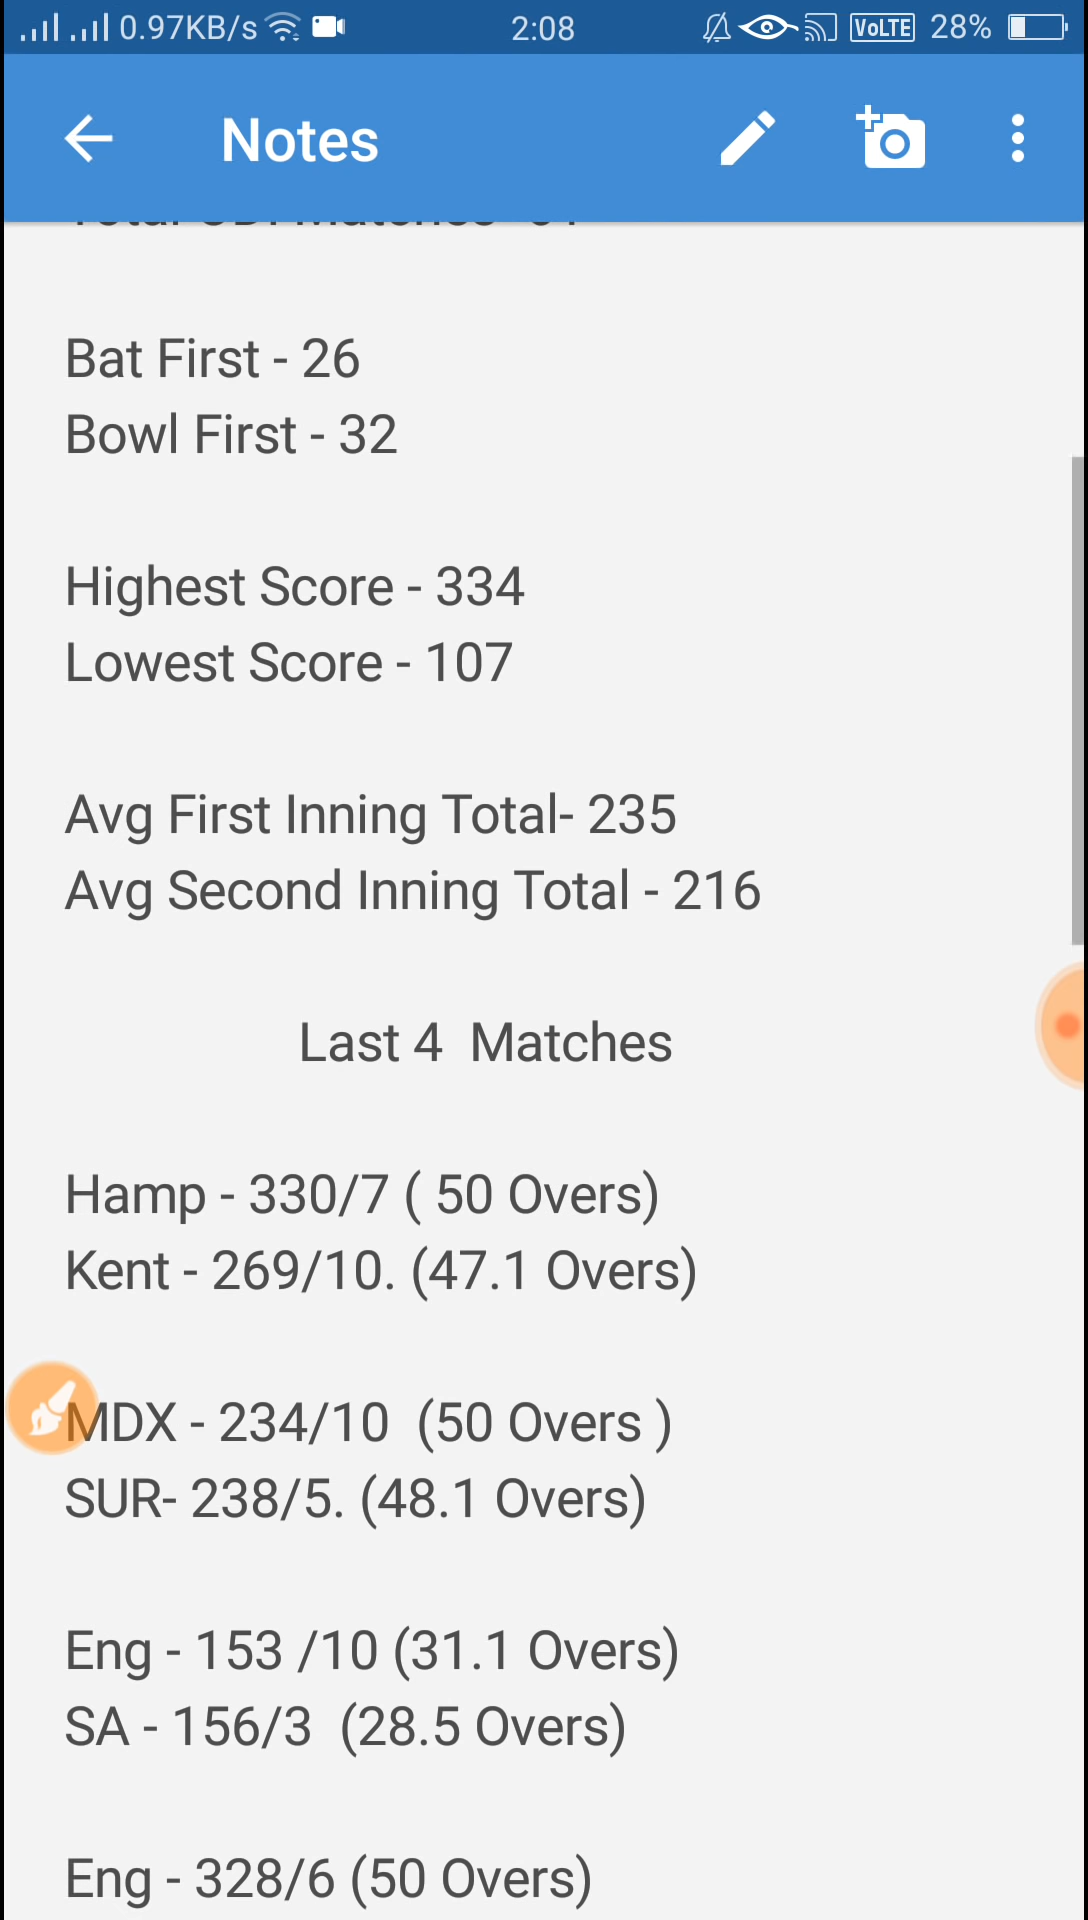 0.97KB/s 2:08 VoLTE 28%
Notes
Bat First - 26
Bowl First - 32
Highest Score - 334
Lowest Score - 107
Avg First Inning Total- 235
Avg Second Inning Total - 216
Last 4 Matches
Hamp - 330/7 ( 50 Overs)
Kent - 269/10. (47.1 Overs)
MDX - 234/10 (50 Overs )
SUR- 238/5. (48.1 Overs)
Eng - 153 /10 (31.1 Overs)
SA - 156/3 (28.5 Overs)
Eng - 328/6 (50 Overs)